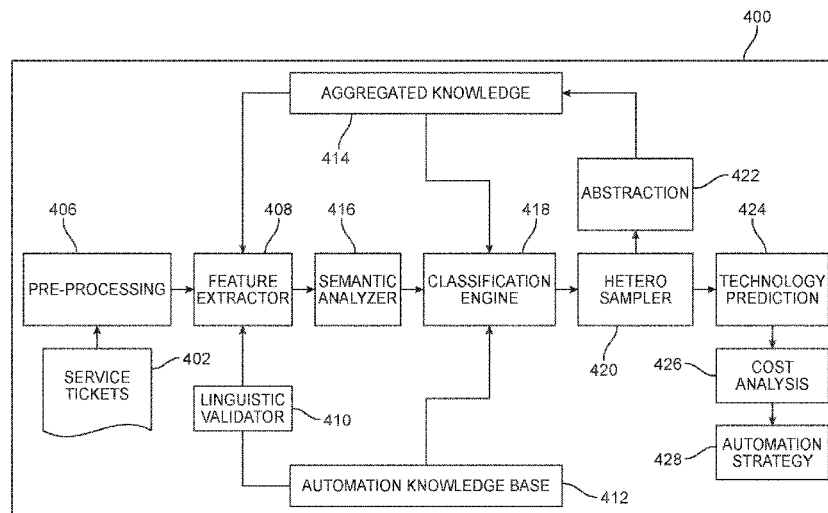 400
AGGREGATED KNOWLEDGE
414
ABSTRACTION
422
406
408
416
418
424
PRE-PROCESSING
FEATURE
EXTRACTOR
SEMANTIC
ANALYZER
CLASSIFICATION
ENGINE
HETERO
SAMPLER
TECHNOLOGY
PREDICTION
402
420
SERVICE
TICKETS
426
COST
ANALYSIS
LINGUISTIC
VALIDATOR
410
428
AUTOMATION
STRATEGY
AUTOMATION KNOWLEDGE BASE
412